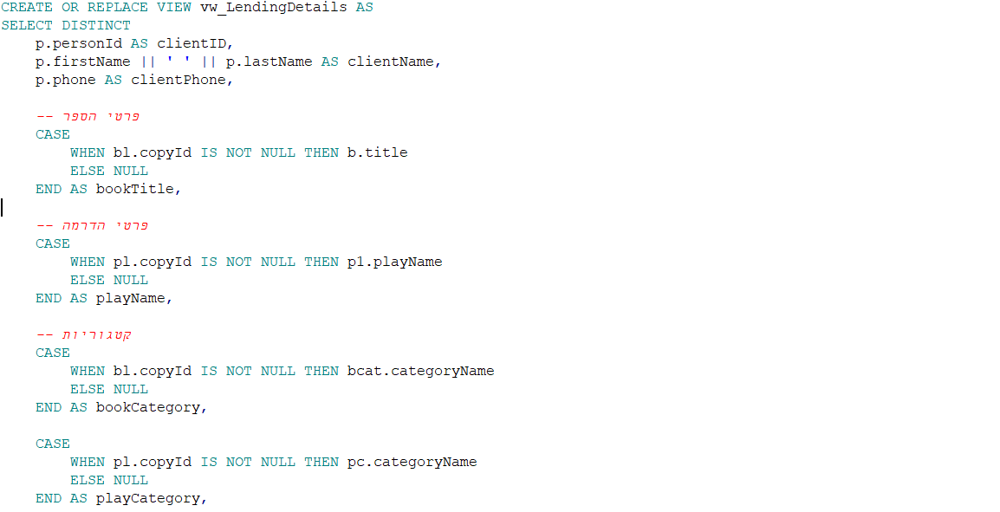 CREATE OR REPLACE VIEW vw_LendingDetails AS
SELECT DISTINCT
    p.personId AS clientID,
    p.firstName || ' ' || p.lastName AS clientName,
    p.phone AS clientPhone,

    -- פרטי הספר
    CASE
        WHEN bl.copyId IS NOT NULL THEN b.title
        ELSE NULL
    END AS bookTitle,

    -- פרטי הדרמה
    CASE
        WHEN pl.copyId IS NOT NULL THEN p1.playName
        ELSE NULL
    END AS playName,

    -- קטגוריות
    CASE
        WHEN bl.copyId IS NOT NULL THEN bcat.categoryName
        ELSE NULL
    END AS bookCategory,

    CASE
        WHEN pl.copyId IS NOT NULL THEN pc.categoryName
        ELSE NULL
    END AS playCategory,